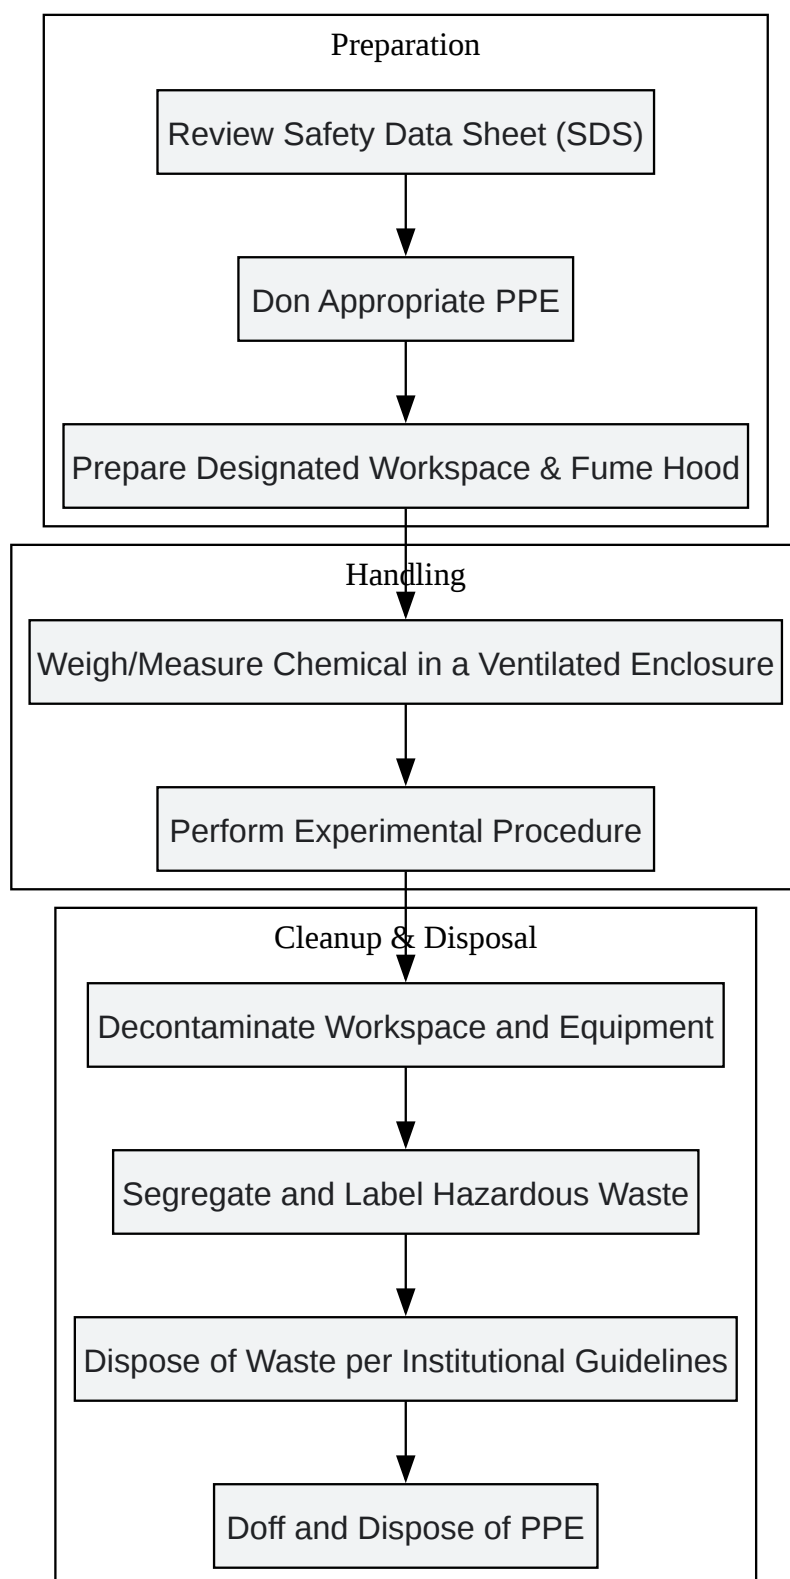 Preparation
Review Safety Data Sheet (SDS)
Don Appropriate PPE
Prepare Designated Workspace & Fume Hood
Handling
Weigh/Measure Chemical in a Ventilated Enclosure
Perform Experimental Procedure
Cleanup & Disposal
Decontaminate Workspace and Equipment
Segregate and Label Hazardous Waste
Dispose of Waste per Institutional Guidelines
Doff and Dispose of PPE